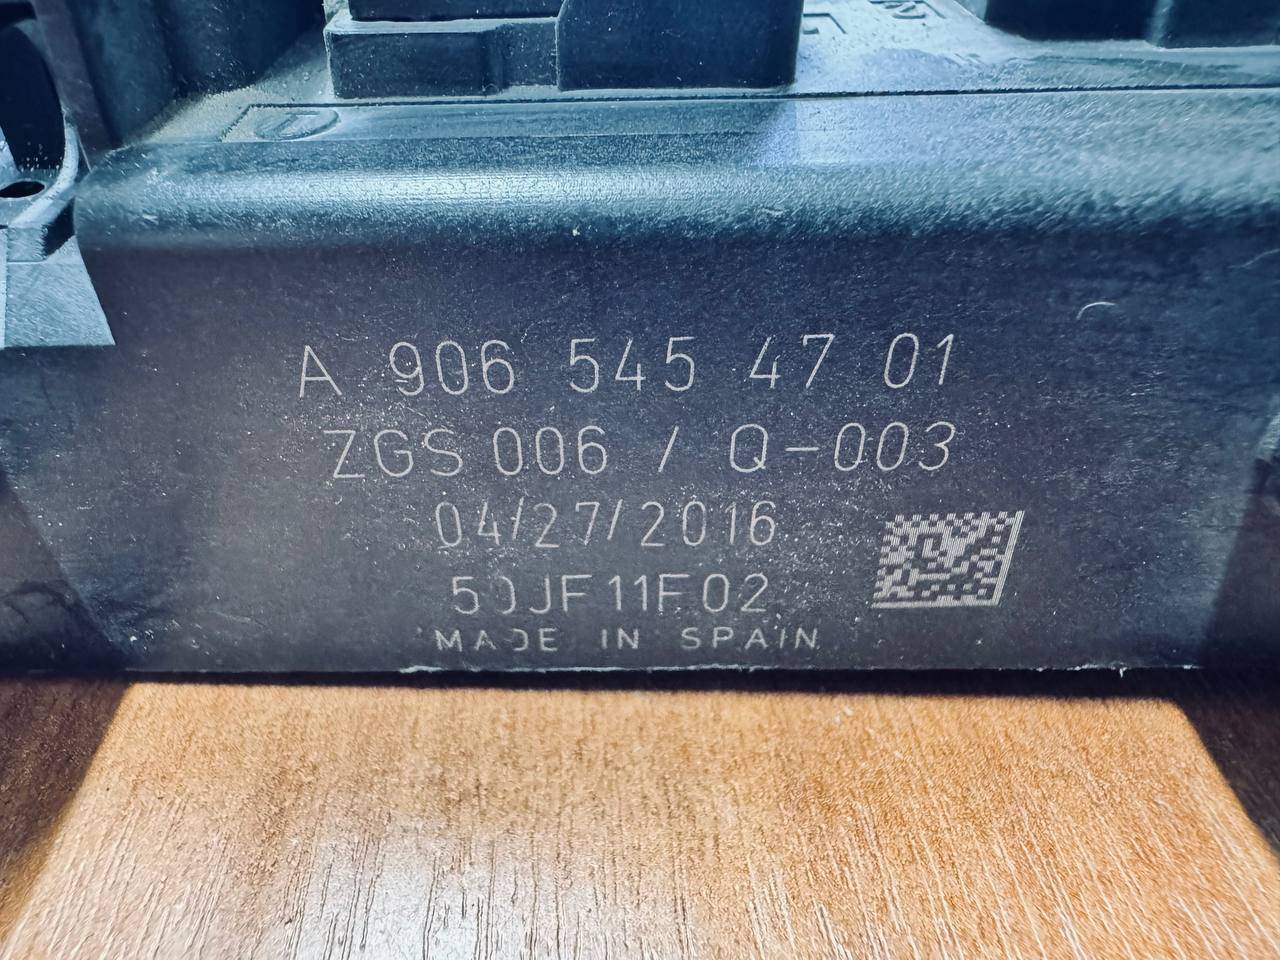 A 906 545 47 01
ZGS 006 / Q-003
04/27/2016
50JF11F02
MADE IN SPAIN